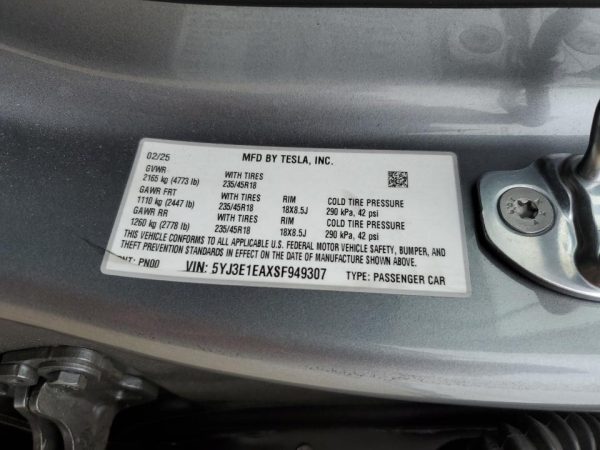 02/25 MFD BY TESLA, INC.
GVWR WITH TIRES
2165 kg (4773 lb) 235/45R18
GAWR FRT WITH TIRES RIM COLD TIRE PRESSURE
1110 kg (2447 lb) 235/45R18 18X8.5J 290 kPa, 42 psi
GAWR RR WITH TIRES RIM COLD TIRE PRESSURE
1260 kg (2778 lb) 235/45R18 18X8.5J 290 kPa, 42 psi
THIS VEHICLE CONFORMS TO ALL APPLICABLE U.S. FEDERAL MOTOR VEHICLE SAFETY, BUMPER, AND
THEFT PREVENTION STANDARDS IN EFFECT ON THE DATE OF MANUFACTURE SHOWN ABOVE.
PNT: PN00 VIN: 5YJ3E1EAXSF949307 TYPE: PASSENGER CAR